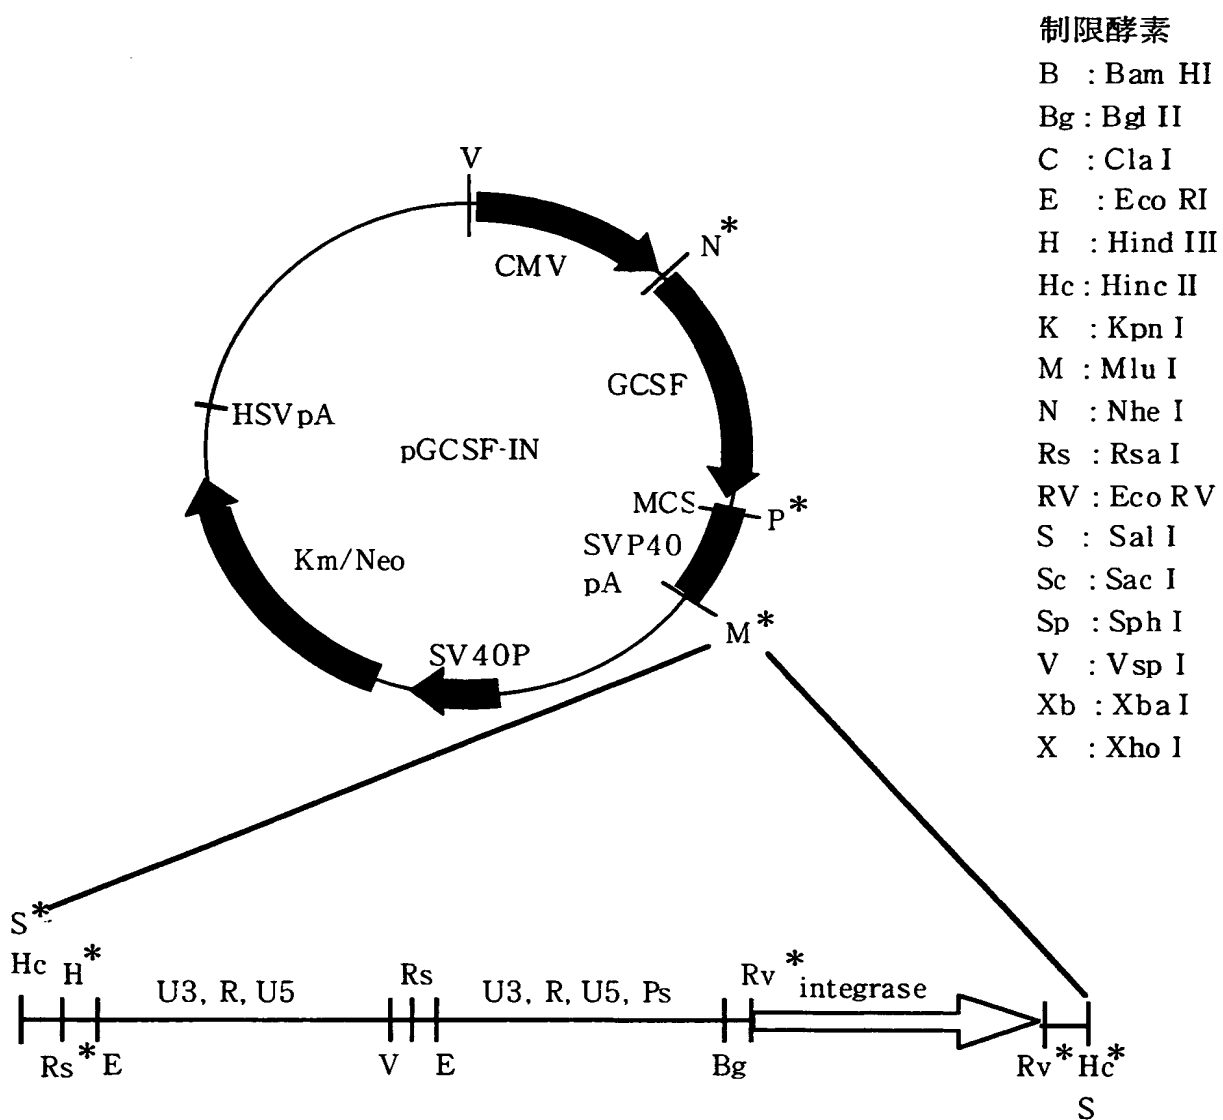 制限酵素
B : Bam HI
Bg : Bgl II
C : Cla I
E : Eco RI
H : Hind III
Hc : Hinc II
K : Kpn I
M : Mlu I
N : Nhe I
Rs : Rsa I
RV : Eco RV
S : Sal I
Sc : Sac I
Sp : Sph I
V : Vsp I
Xb : Xba I
X : Xho I
V
CMV
N*
GCSF
HSVpA
pGCSF-IN
MCS
P*
SVP40
pA
Km/Neo
M*
SV40P
S*
Hc H* Rs Rv*
U3, R, U5 U3, R, U5, Ps integrase
Rs* E V E Bg Rv* Hc*
S